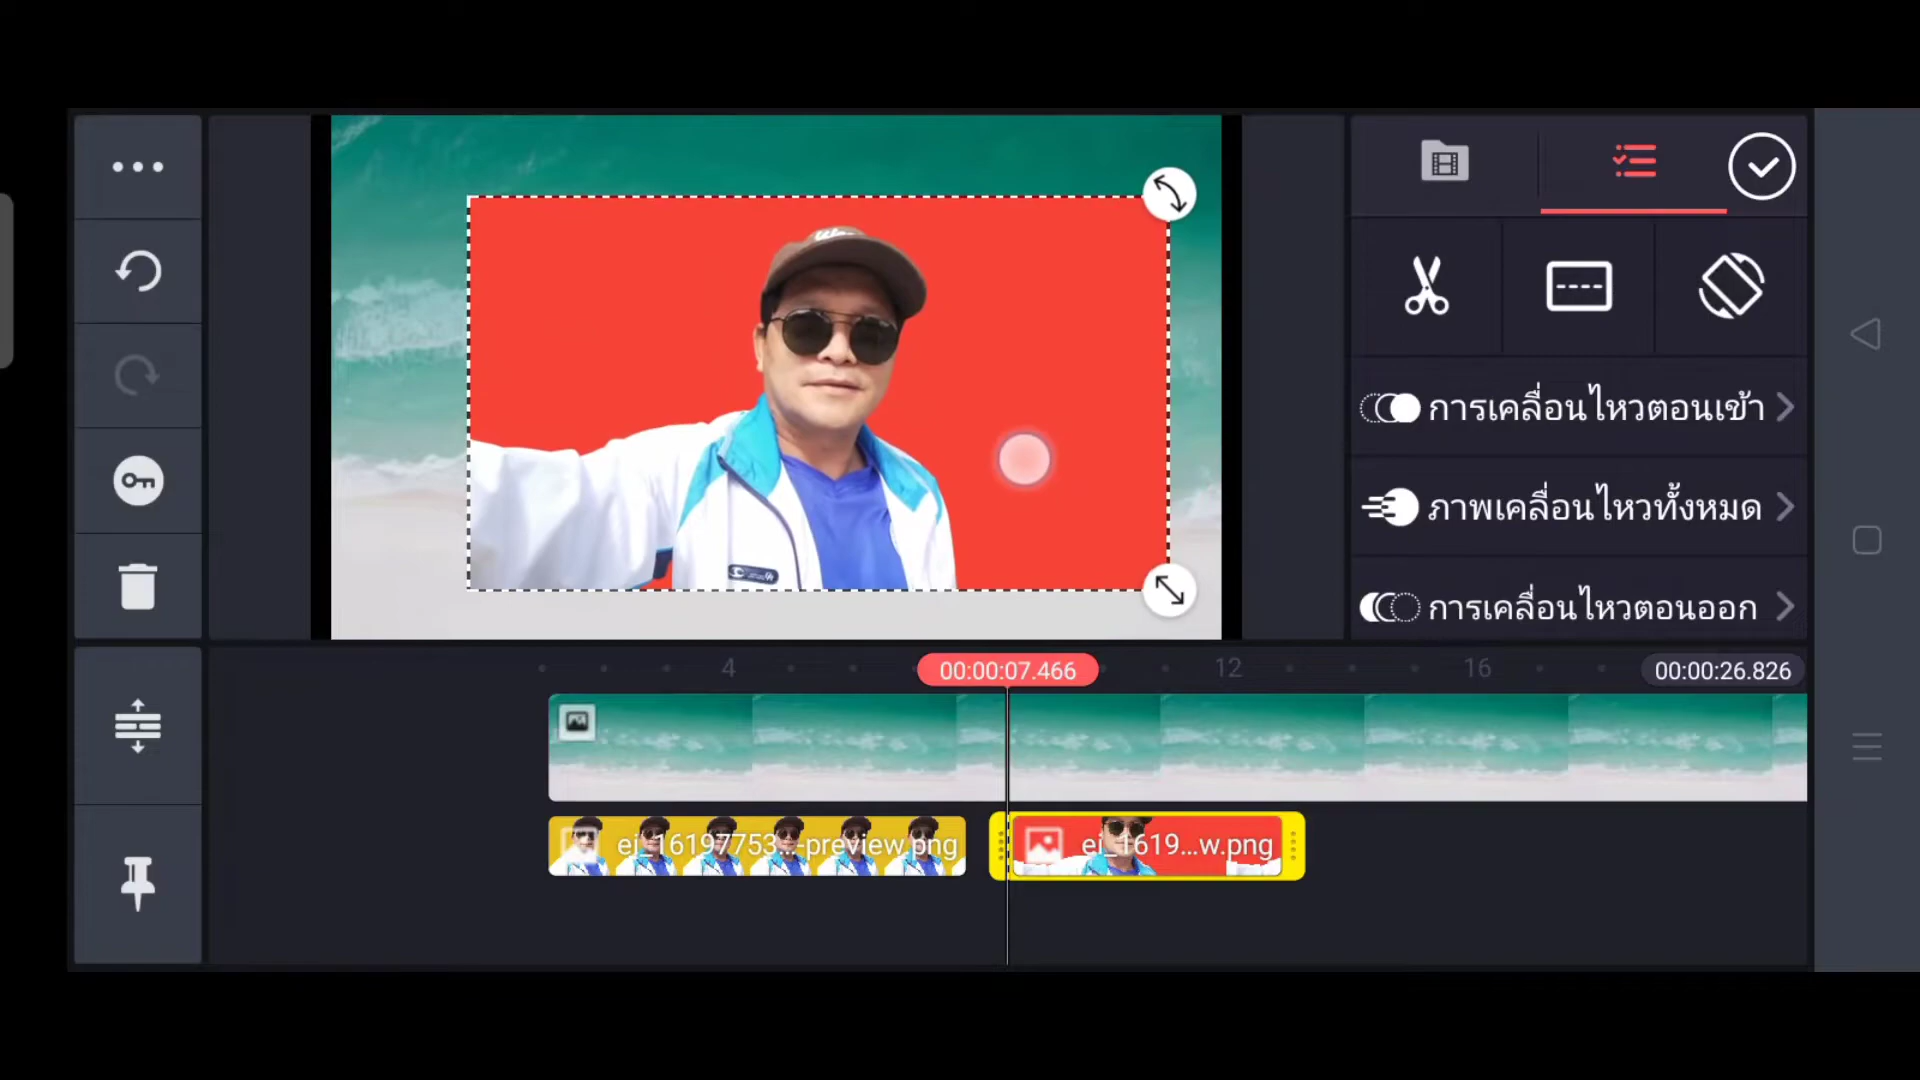 การเคลื่อนไหวตอนเข้า
ภาพเคลื่อนไหวทั้งหมด
การเคลื่อนไหวตอนออก
4
00:00:07.466
12
16
00:00:26.826
ei_16197753...-preview.png
ei_1619...w.png